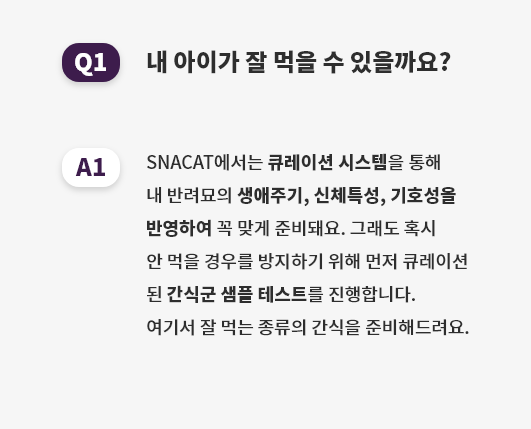 Q1
내 아이가 잘 먹을 수 있을까요?
A1
SNACAT에서는 큐레이션 시스템을 통해
내 반려묘의 생애주기, 신체특성, 기호성을
반영하여 꼭 맞게 준비돼요. 그래도 혹시
안 먹을 경우를 방지하기 위해 먼저 큐레이션
된 간식군 샘플 테스트를 진행합니다.
여기서 잘 먹는 종류의 간식을 준비해드려요.